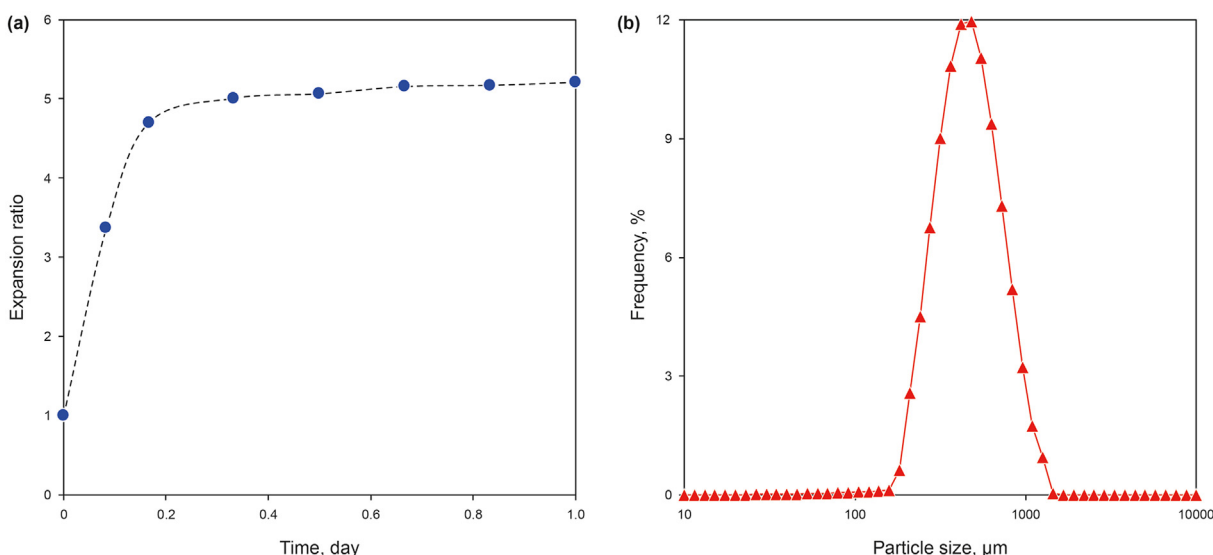 (a)
6
5
4
3
2
1
0
Expansion ratio
0 0.2 0.4 0.6 0.8 1.0
Time, day
(b)
12
9
6
3
0
Frequency, %
10 100 1000 10000
Particle size, μm